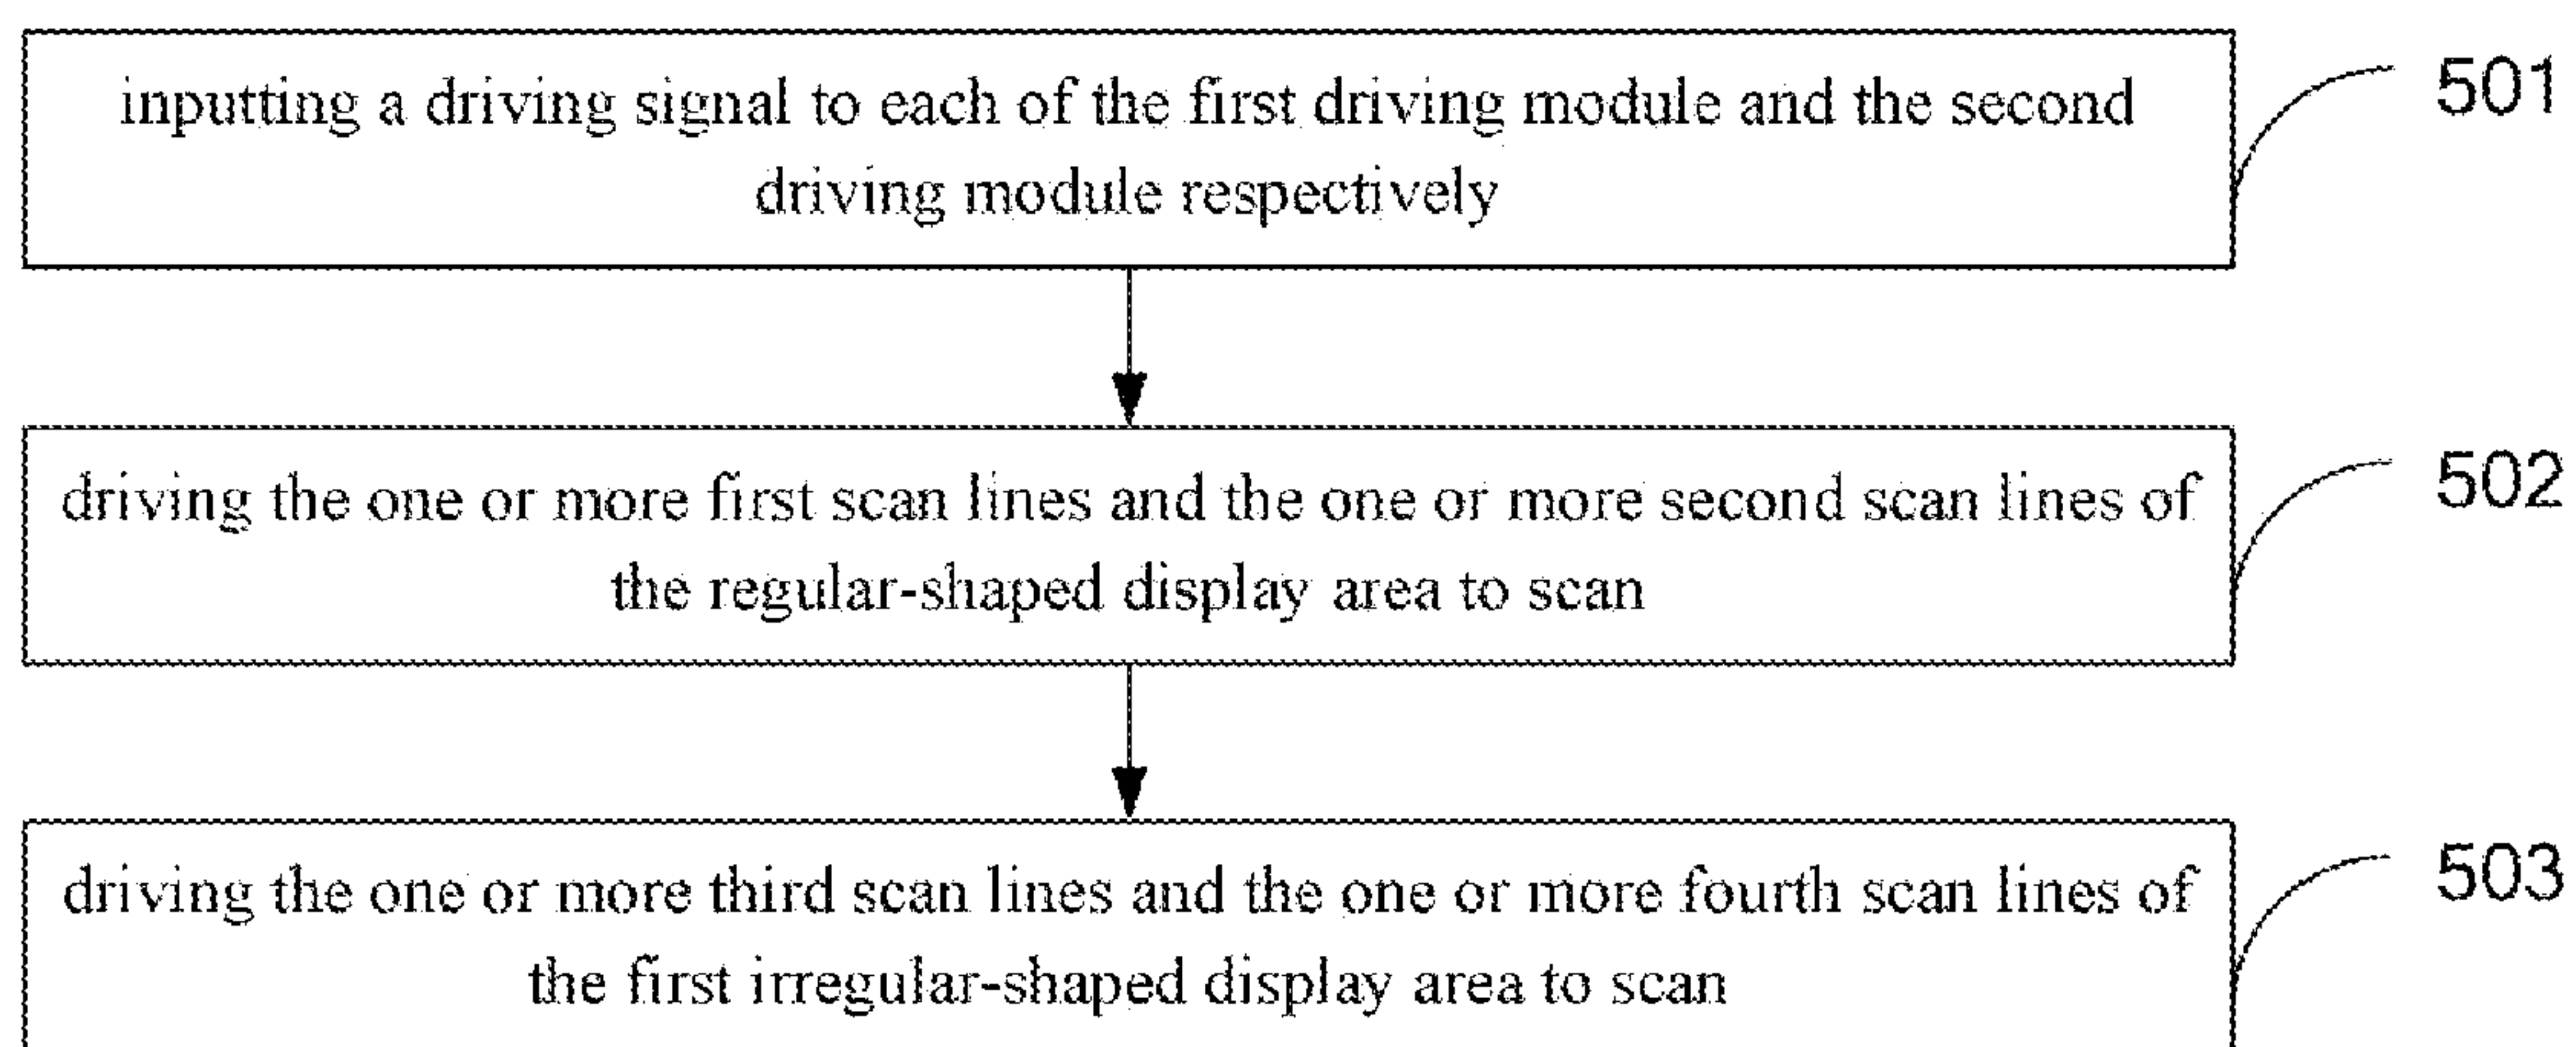 inputting a driving signal to each of the first driving module and the second
driving module respectively
501
driving the one or more first scan lines and the one or more second scan lines of
the regular-shaped display area to scan
502
driving the one or more third scan lines and the one or more fourth scan lines of
the first irregular-shaped display area to scan
503